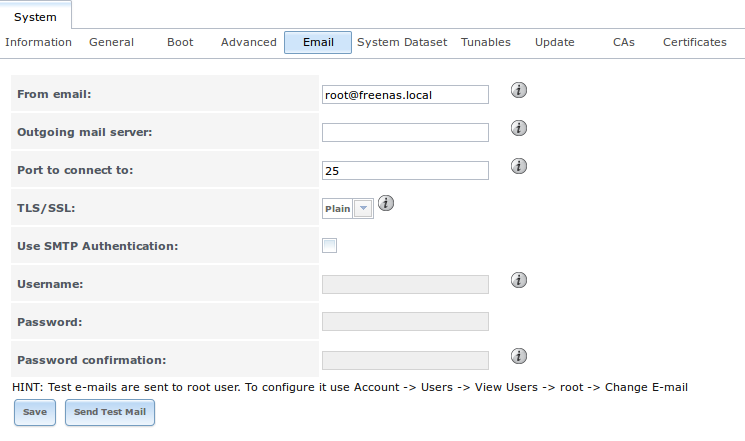 System
Information General Boot Advanced Email System Dataset Tunables Update CAs Certificates
From email: root@freenas.local
Outgoing mail server:
Port to connect to: 25
TLS/SSL: Plain
Use SMTP Authentication:
Username:
Password:
Password confirmation:
HINT: Test e-mails are sent to root user. To configure it use Account -> Users -> View Users -> root -> Change E-mail
Save Send Test Mail